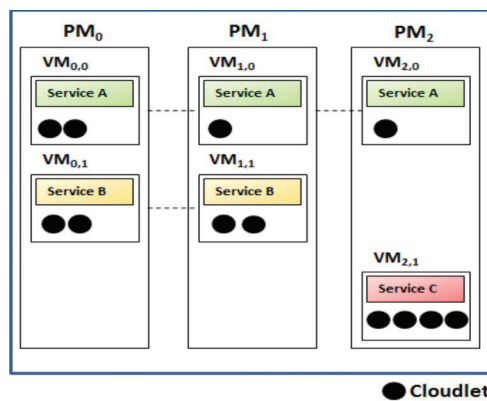 PM0 PM1 PM2
VM0,0 VM1,0 VM2,0
Service A Service A Service A
VM0,1 VM1,1
Service B Service B
VM2,1
Service C
Cloudlet